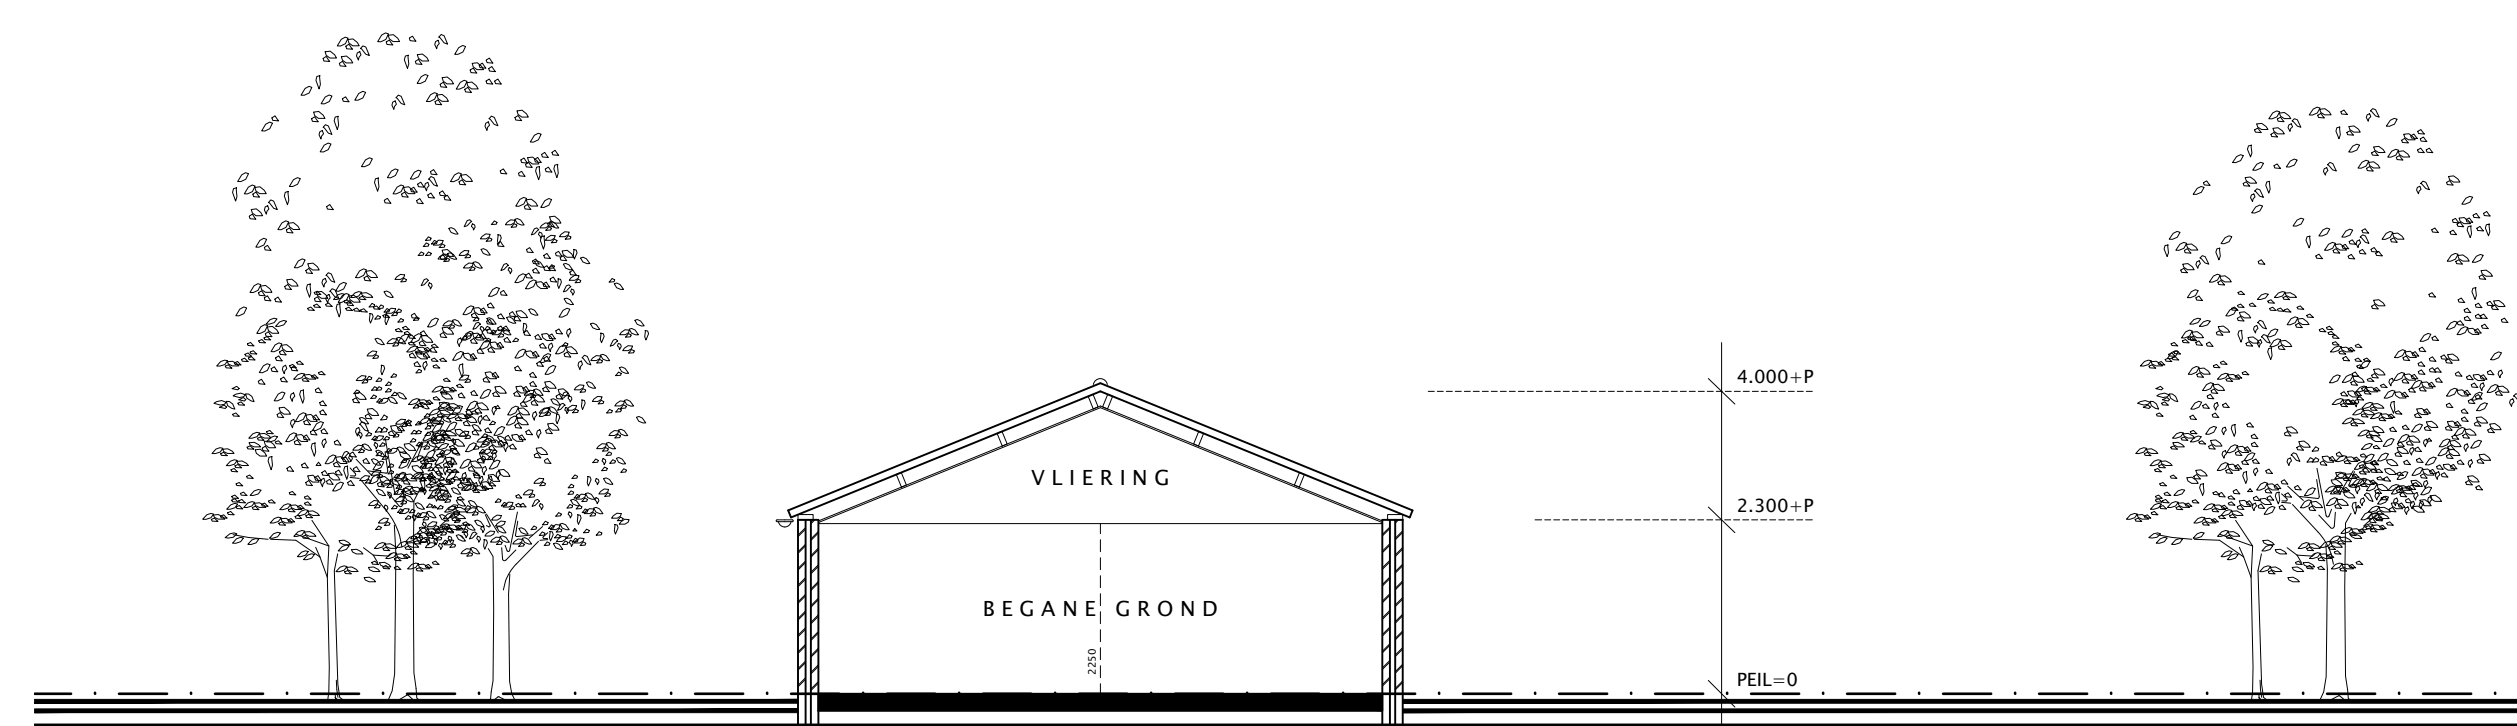 4.000+P
VLIERING
2.300+P
BEGANE GROND
2250
PEIL=0